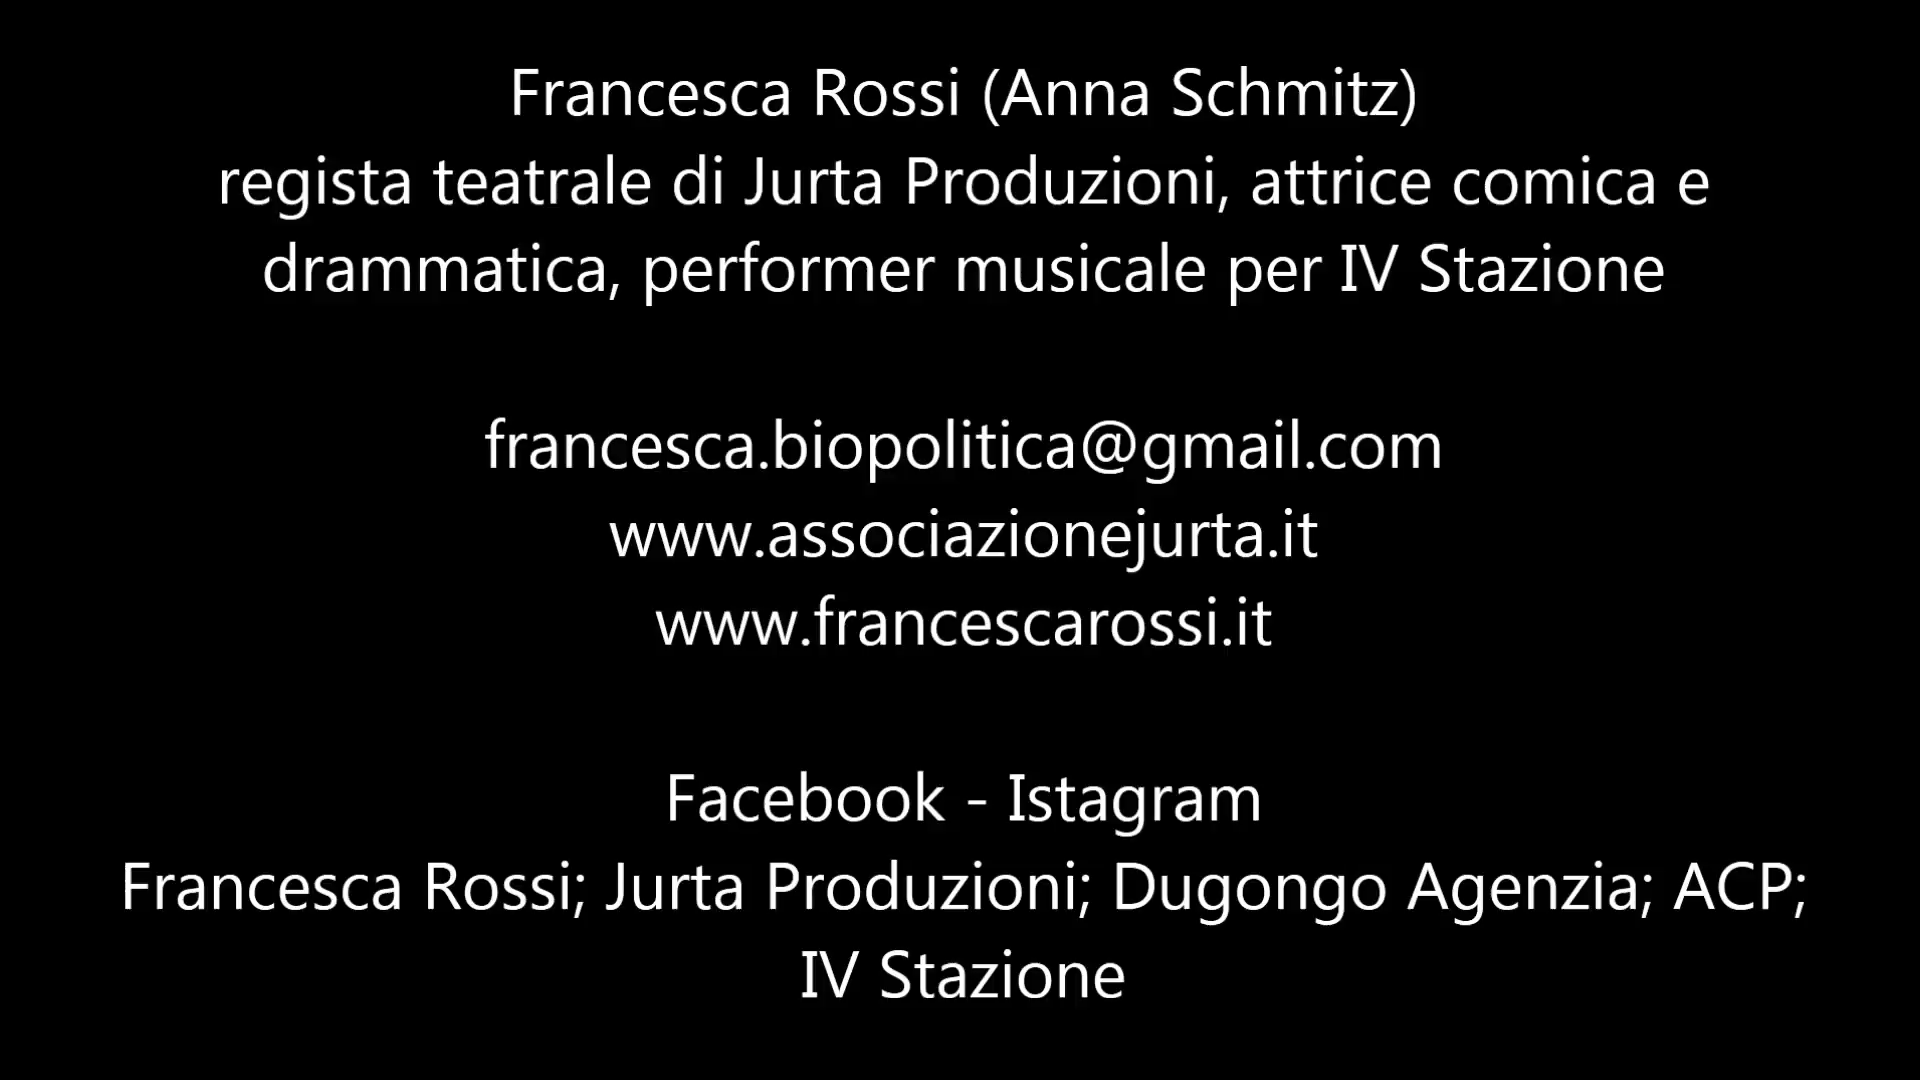 Francesca Rossi (Anna Schmitz)
regista teatrale di Jurta Produzioni, attrice comica e
drammatica, performer musicale per IV Stazione
francesca.biopolitica@gmail.com
www.associazionejurta.it
www.francescarossi.it
Facebook - Istagram
Francesca Rossi; Jurta Produzioni; Dugongo Agenzia; ACP;
IV Stazione